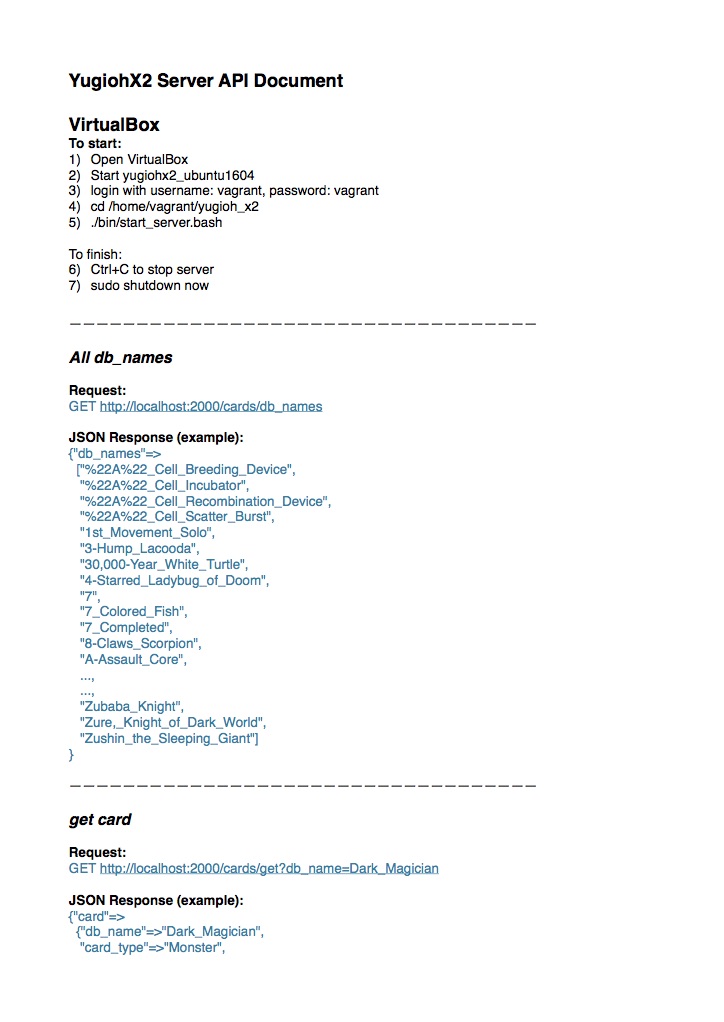 YugiohX2 Server API Document
VirtualBox
To start:
1) Open VirtualBox
2) Start yugiohx2_ubuntu1604
3) login with username: vagrant, password: vagrant
4) cd /home/vagrant/yugioh_x2
5) ./bin/start_server.bash
To finish:
6) Ctrl+C to stop server
7) sudo shutdown now
———————————————————————————————————
All db_names
Request:
GET http://localhost:2000/cards/db_names
JSON Response (example):
{"db_names"=>
["%22A%22_Cell_Breeding_Device",
"%22A%22_Cell_Incubator",
"%22A%22_Cell_Recombination_Device",
"%22A%22_Cell_Scatter_Burst",
"1st_Movement_Solo",
"3-Hump_Lacooda",
"30,000-Year_White_Turtle",
"4-Starred_Ladybug_of_Doom",
"7",
"7_Colored_Fish",
"7_Completed",
"8-Claws_Scorpion",
"A-Assault_Core",
...,
...,
"Zubaba_Knight",
"Zure,_Knight_of_Dark_World",
"Zushin_the_Sleeping_Giant"]
}
———————————————————————————————————
get card
Request:
GET http://localhost:2000/cards/get?db_name=Dark_Magician
JSON Response (example):
{"card"=>
{"db_name"=>"Dark_Magician",
"card_type"=>"Monster",